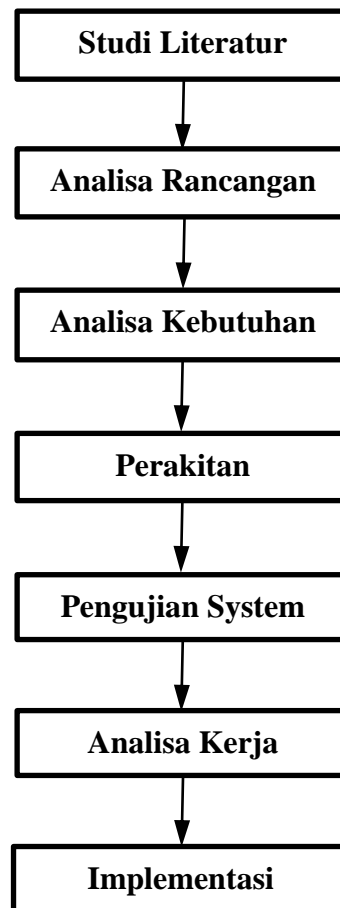 Studi Literatur
Analisa Rancangan
Analisa Kebutuhan
Perakitan
Pengujian System
Analisa Kerja
Implementasi